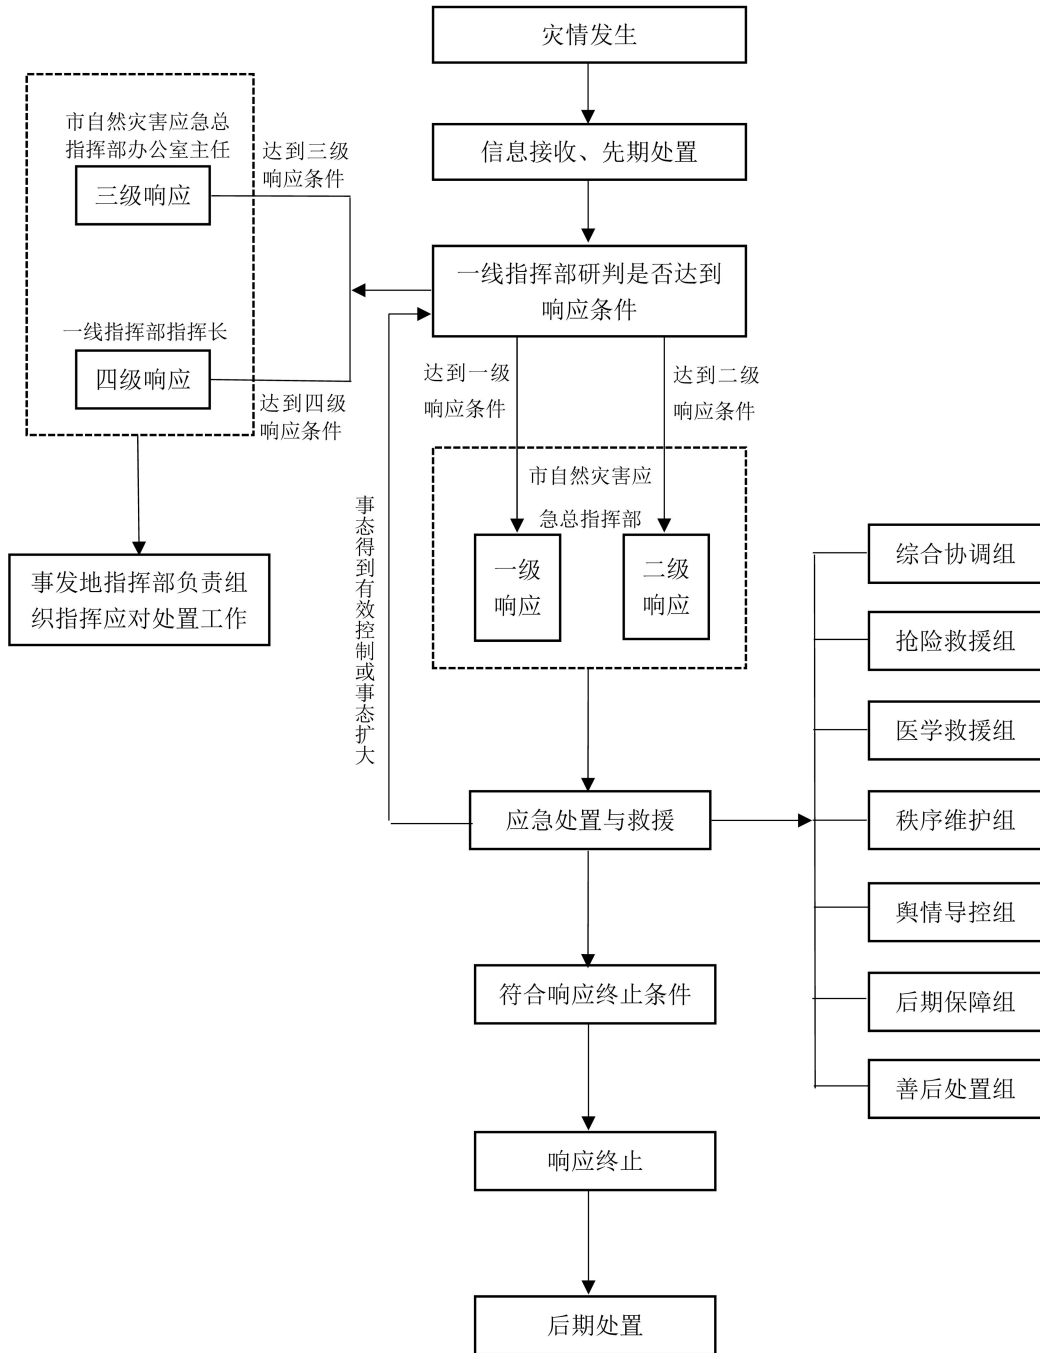 灾情发生
信息接收、先期处置
一线指挥部研判是否达到
响应条件
市自然灾害应急总
指挥部办公室主任
三级响应
达到三级
响应条件
一线指挥部指挥长
四级响应
达到四级
响应条件
事发地指挥部负责组
织指挥应对处置工作
达到一级
响应条件
达到二级
响应条件
市自然灾害应
急总指挥部
一级
响应
二级
响应
事态得到有效控制或事态扩大
应急处置与救援
综合协调组
抢险救援组
医学救援组
秩序维护组
舆情导控组
后期保障组
善后处置组
符合响应终止条件
响应终止
后期处置